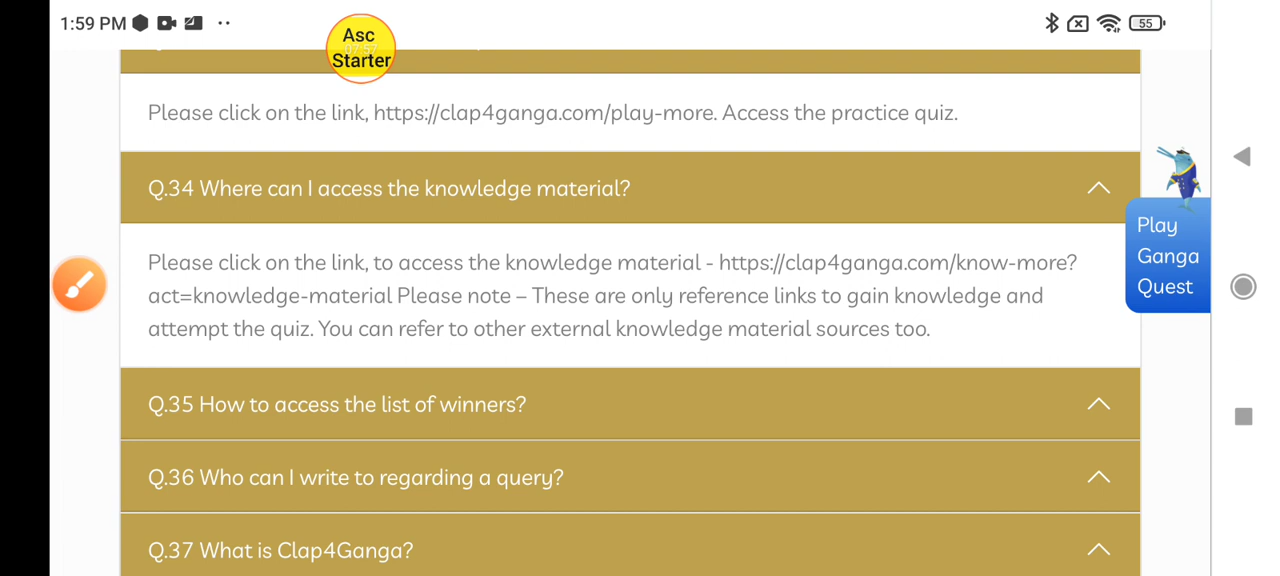 1:59 PM
55
Asc
07:57
Starter
Please click on the link, https://clap4ganga.com/play-more. Access the practice quiz.
Q.34 Where can I access the knowledge material?
Play
Ganga
Quest
Please click on the link, to access the knowledge material - https://clap4ganga.com/know-more?
act=knowledge-material Please note – These are only reference links to gain knowledge and
attempt the quiz. You can refer to other external knowledge material sources too.
Q.35 How to access the list of winners?
Q.36 Who can I write to regarding a query?
Q.37 What is Clap4Ganga?